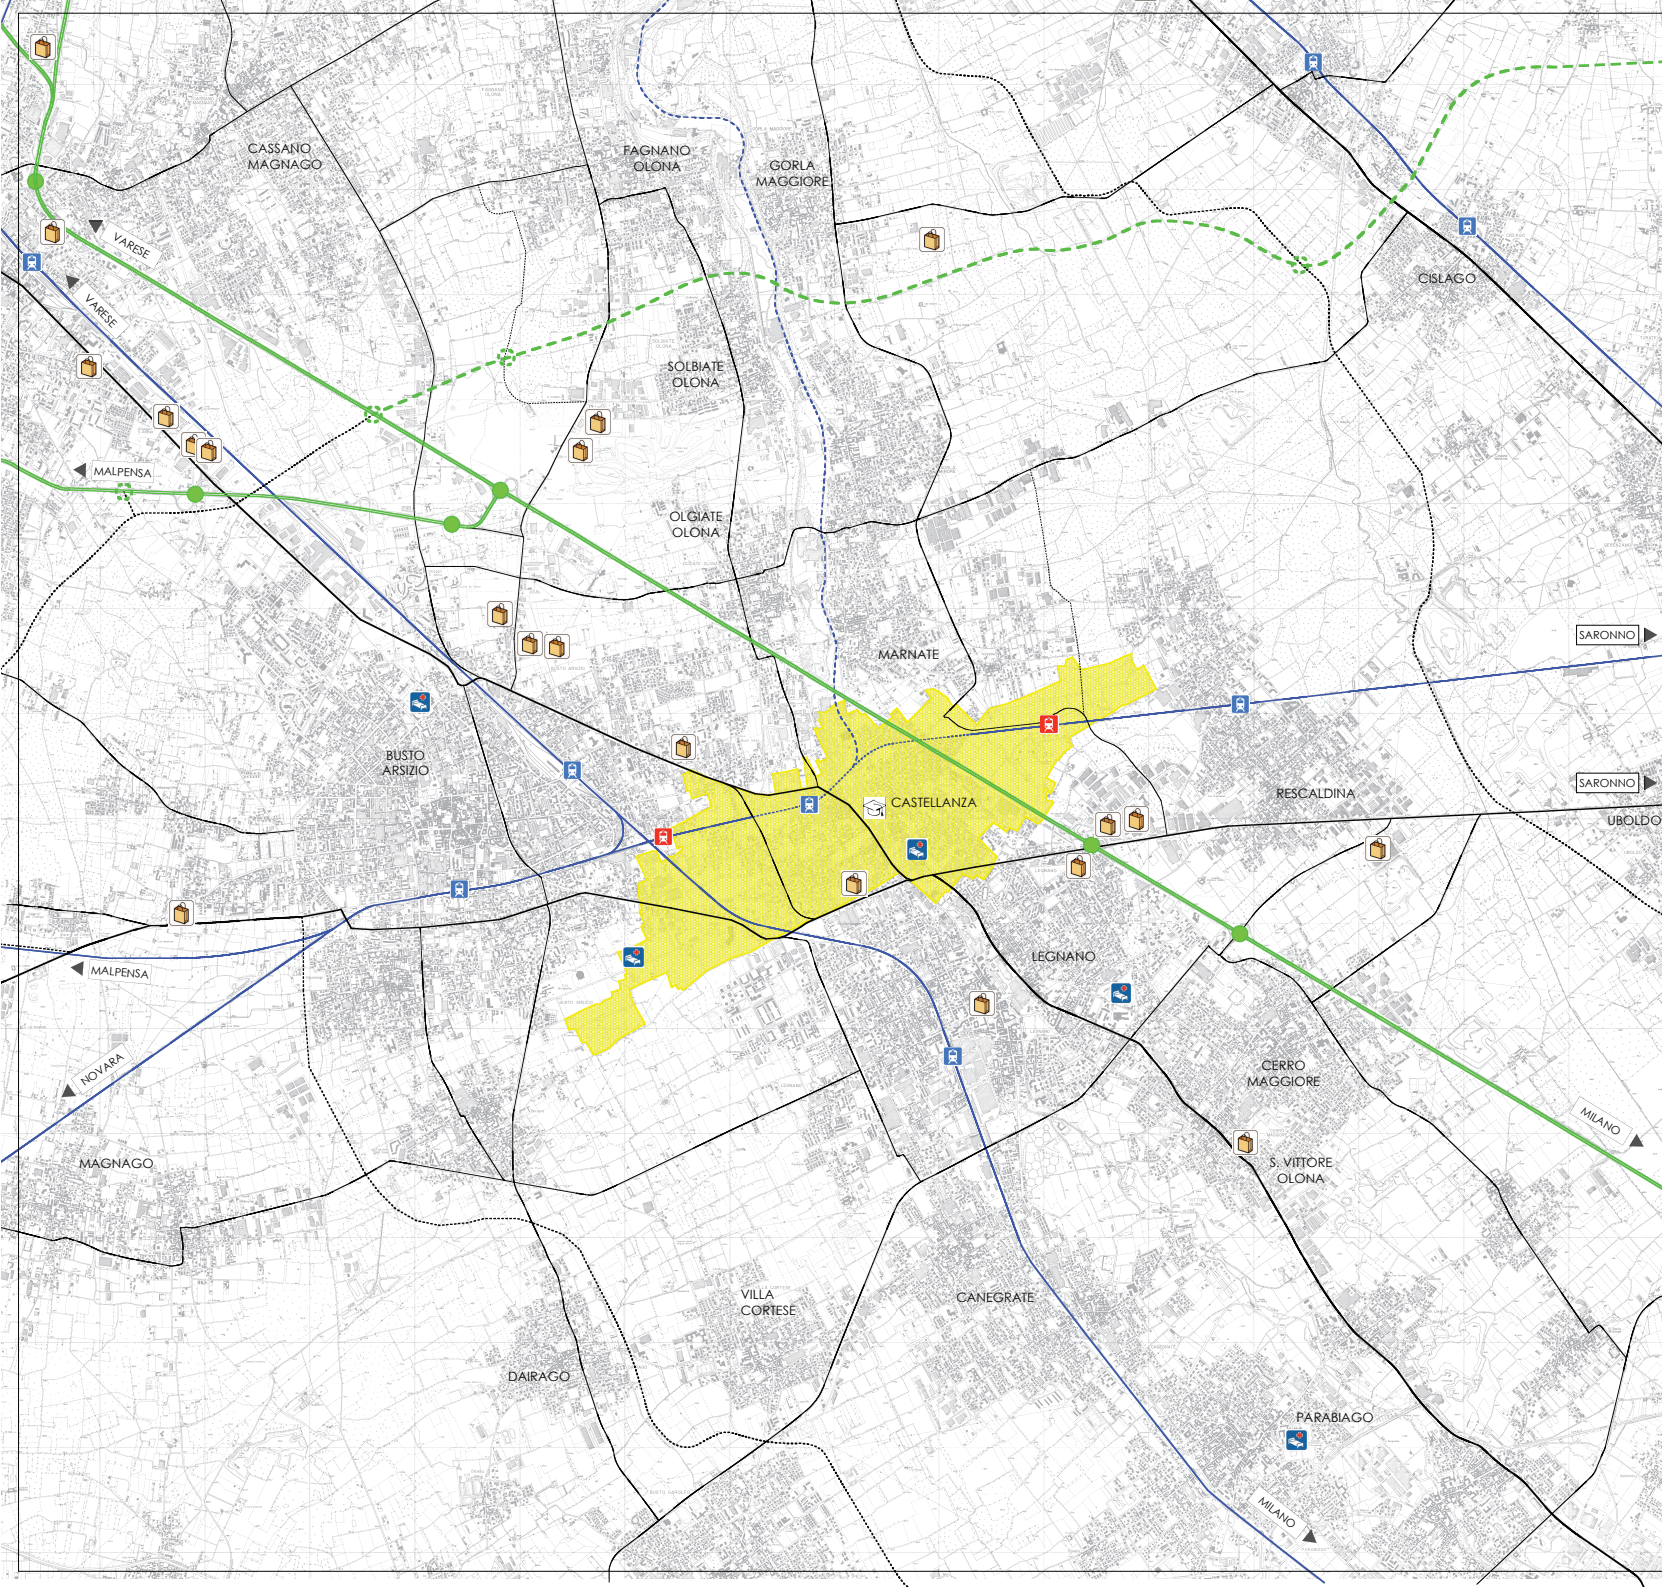 CASSANO
MAGNAGO
FAGNANO
OLONA
GORLA
MAGGIORE
VARESE
VARESE
CISLAGO
SOLBIATE
OLONA
MALPENSA
OLGIATE
OLONA
SARONNO
MARNATE
BUSTO
ARSIZIO
SARONNO
RESCALDINA
CASTELLANZA
UBOLDO
LEGNANO
MALPENSA
NOVARA
CERRO
MAGGIORE
MILANO
MAGNAGO
S. VITTORE
OLONA
VILLA
CORTESE
CANEGRATE
DAIRAGO
PARABIAGO
MILANO